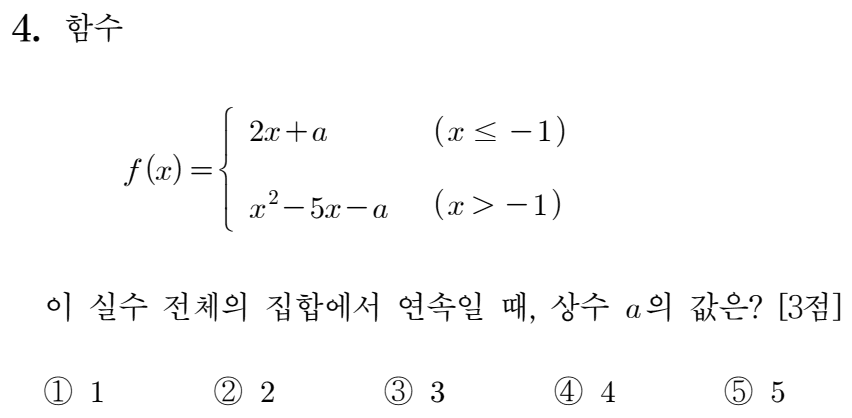 4. 함수
f(x) = { 2x + a (x ≤ -1)
x² - 5x - a (x > -1)
이 실수 전체의 집합에서 연속일 때, 상수 a의 값은? [3점]
① 1 ② 2 ③ 3 ④ 4 ⑤ 5